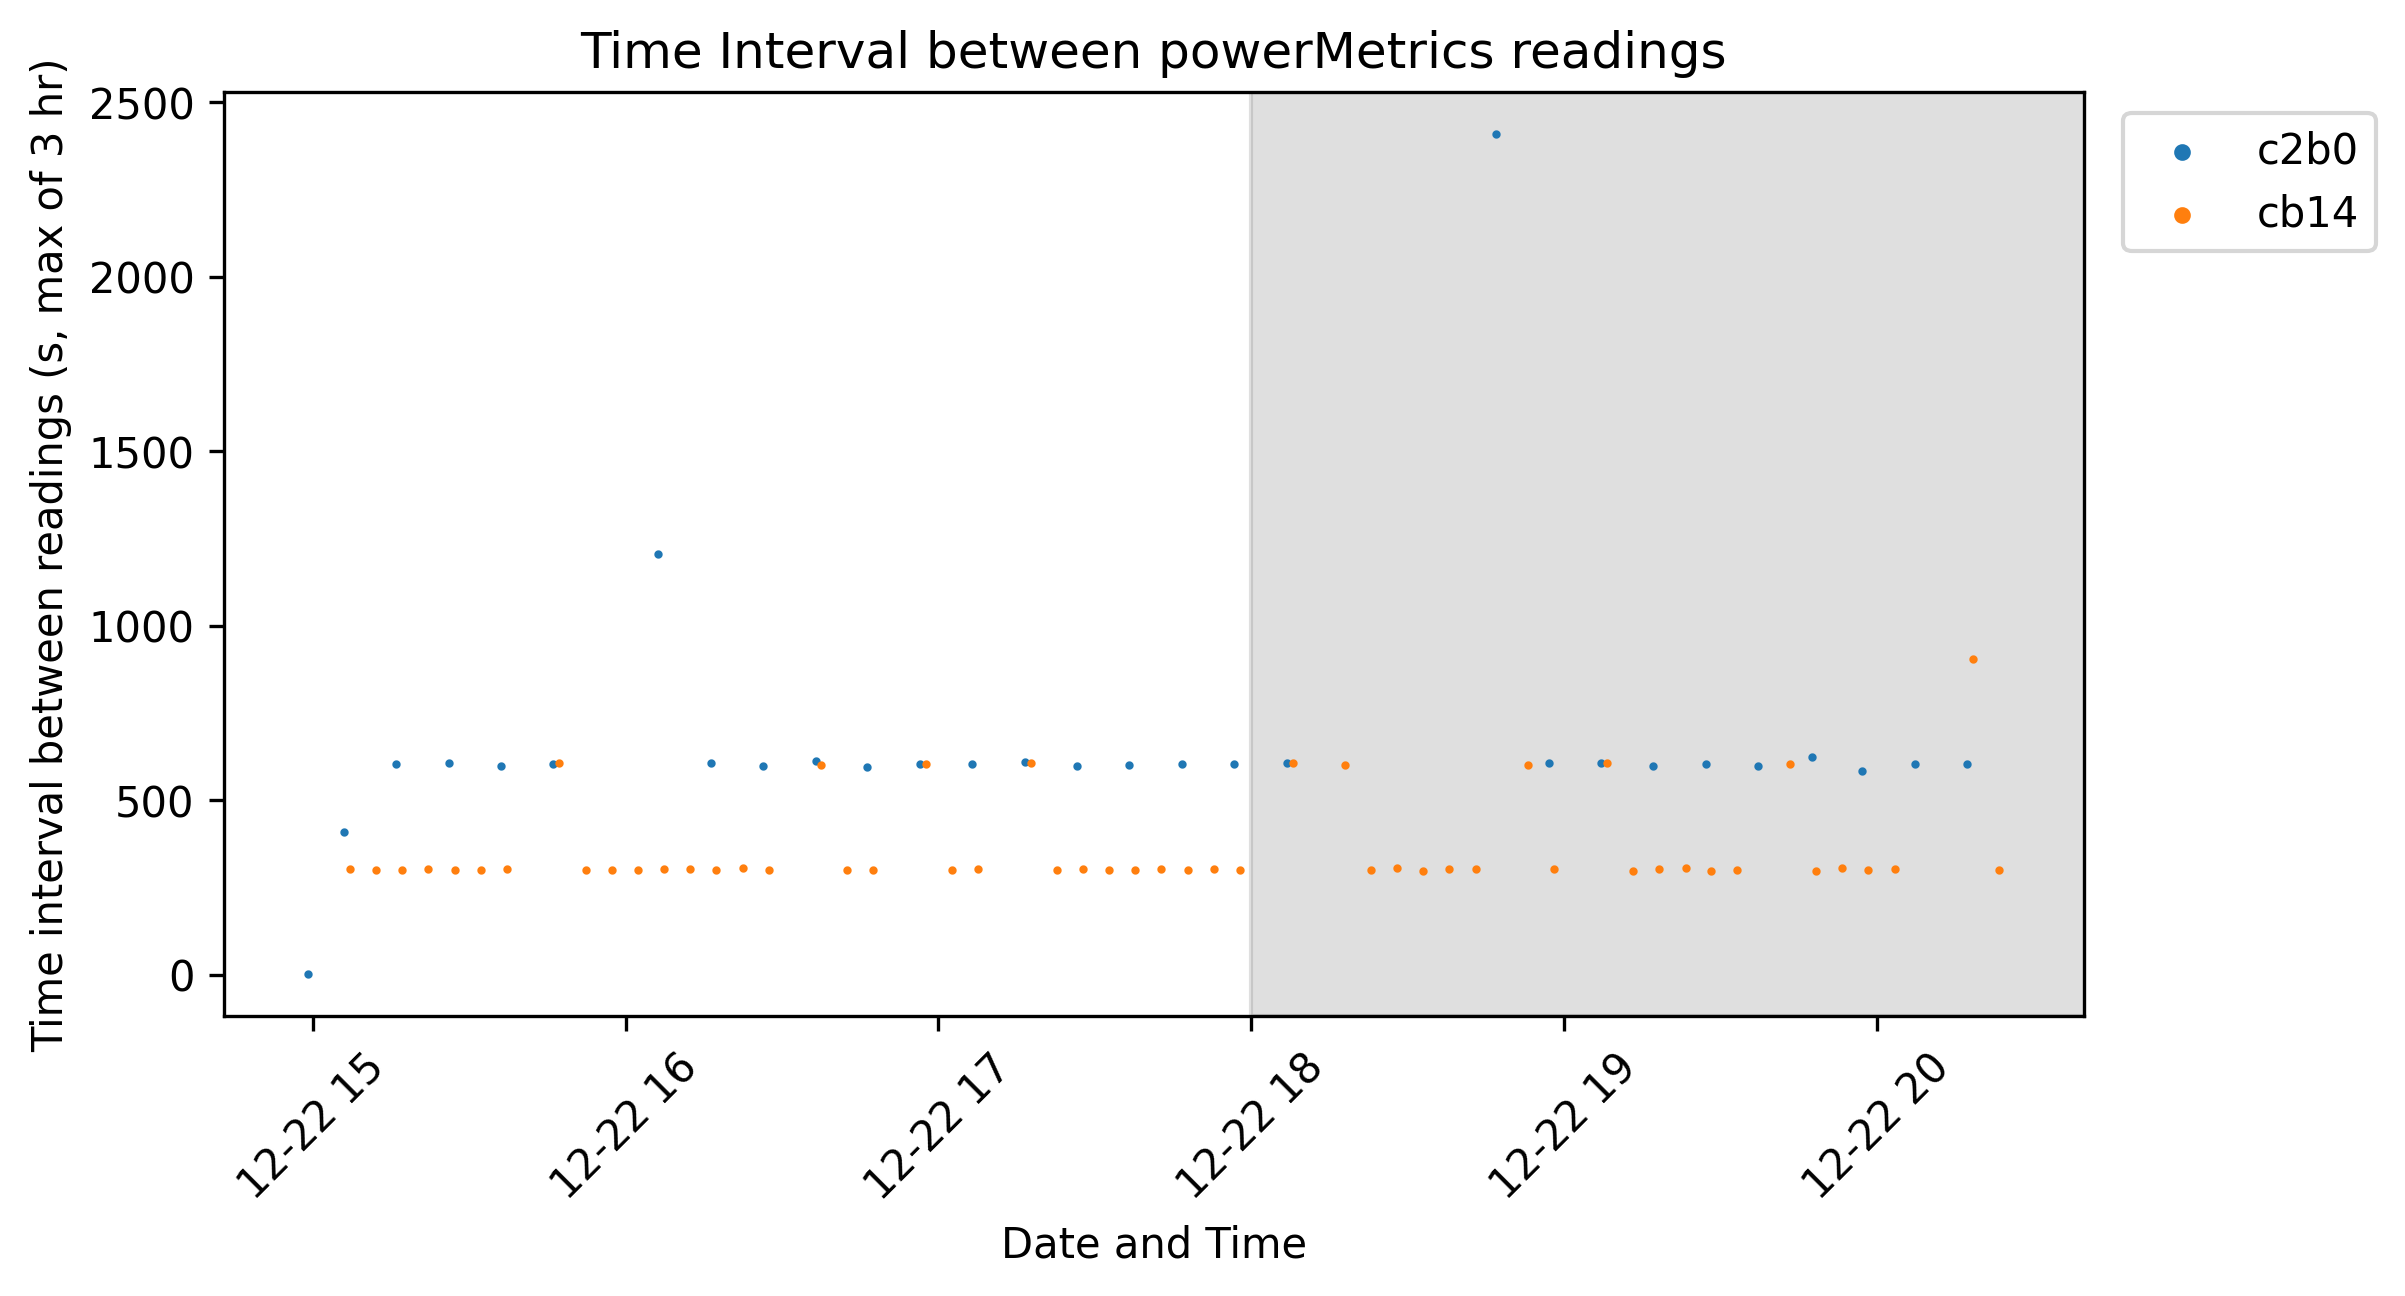 Time Interval between powerMetrics readings
Time interval between readings (s, max of 3 hr)
2500
2000
1500
1000
500
0
12-22 15
12-22 16
12-22 17
12-22 18
12-22 19
12-22 20
Date and Time
c2b0
cb14